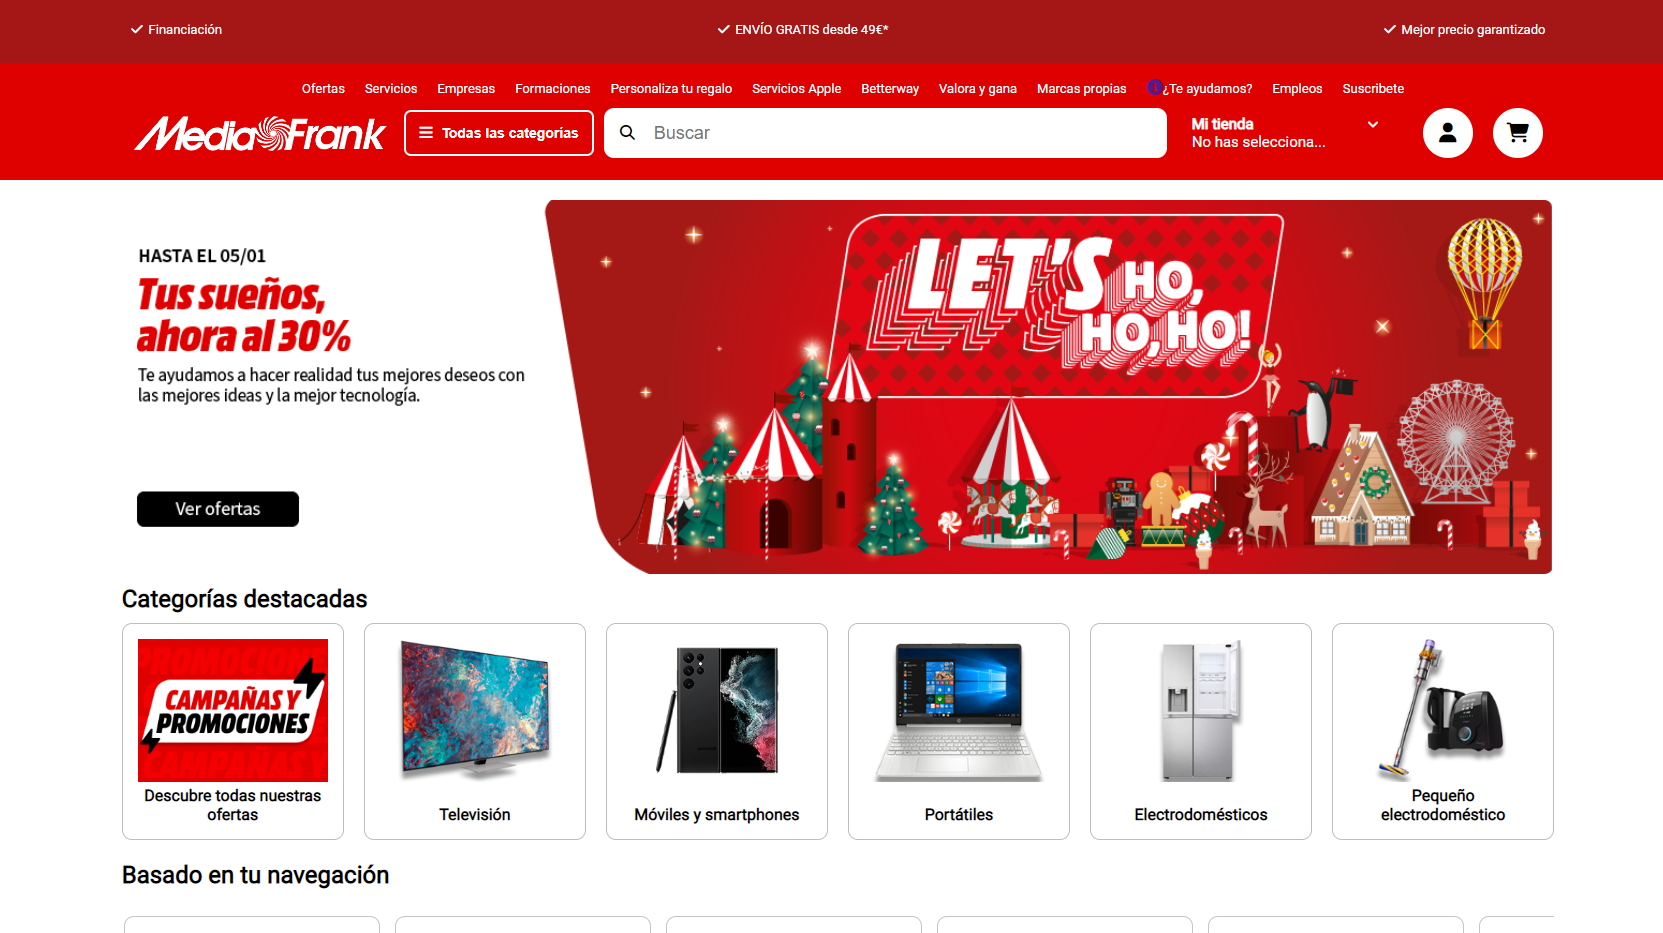 Financiación
ENVÍO GRATIS desde 49€*
Mejor precio garantizado
Ofertas
Servicios
Empresas
Formaciones
Personaliza tu regalo
Servicios Apple
Betterway
Valora y gana
Marcas propias
¿Te ayudamos?
Empleos
Suscribete
MediaFrank
Todas las categorías
Buscar
Mi tienda
No has selecciona...
HASTA EL 05/01
Tus sueños,
ahora al 30%
Te ayudamos a hacer realidad tus mejores deseos con
las mejores ideas y la mejor tecnología.
Ver ofertas
LET'S HO,
HO, HO!
Categorías destacadas
PROMOCIONES
CAMPAÑAS Y
PROMOCIONES
CAMPAÑAS Y
Descubre todas nuestras
ofertas
Televisión
Móviles y smartphones
Portátiles
Electrodomésticos
Pequeño
electrodoméstico
Basado en tu navegación